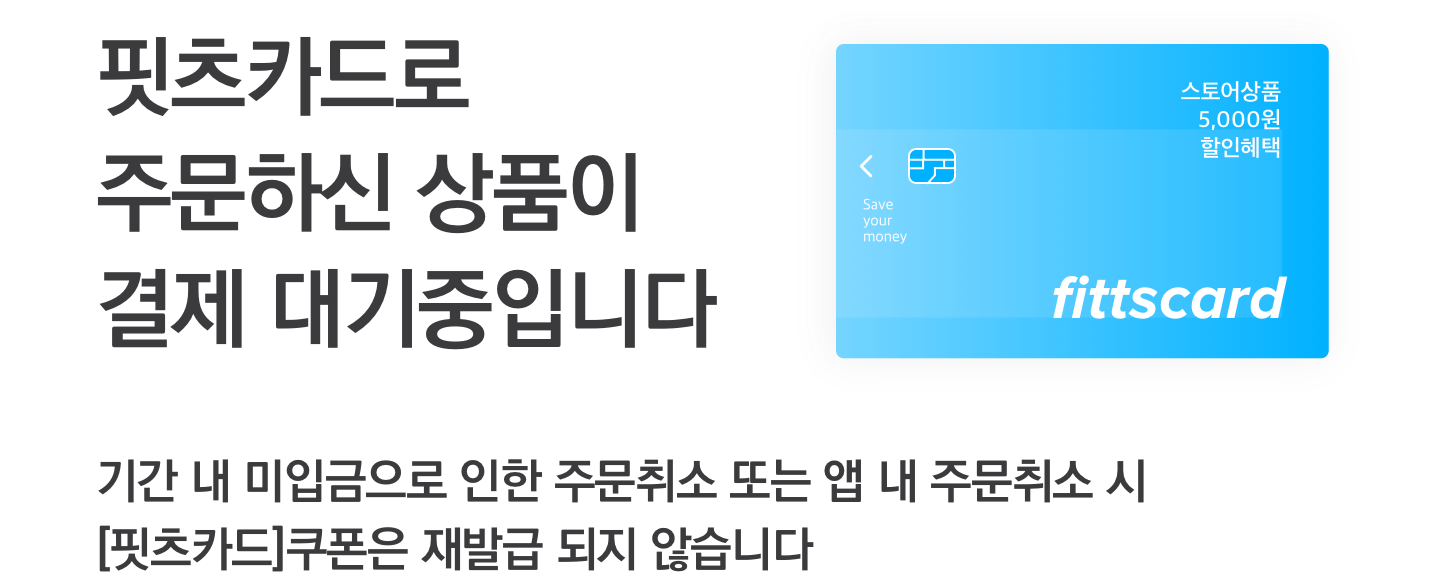 핏츠카드로
주문하신 상품이
결제 대기중입니다
스토어상품
5,000원
할인혜택
Save
your
money
fittscard
기간 내 미입금으로 인한 주문취소 또는 앱 내 주문취소 시
[핏츠카드]쿠폰은 재발급 되지 않습니다